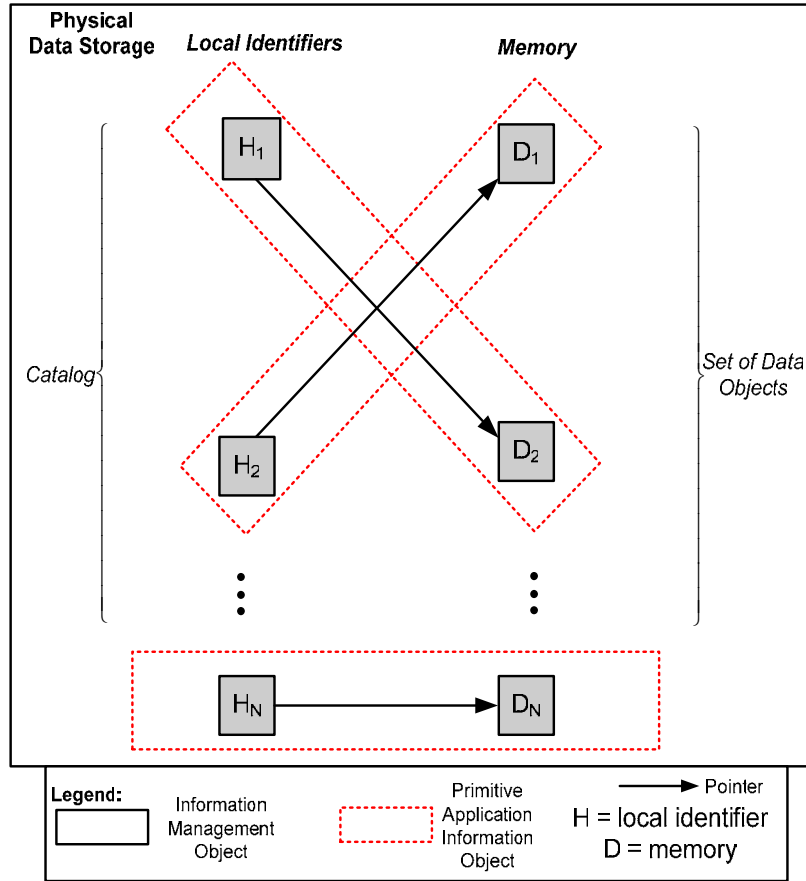 Physical
Data Storage
Local Identifiers
Memory
H1
D1
Catalog
Set of Data
Objects
H2
D2
HN
DN
Legend:
Information
Management
Object
Primitive
Application
Information
Object
Pointer
H = local identifier
D = memory